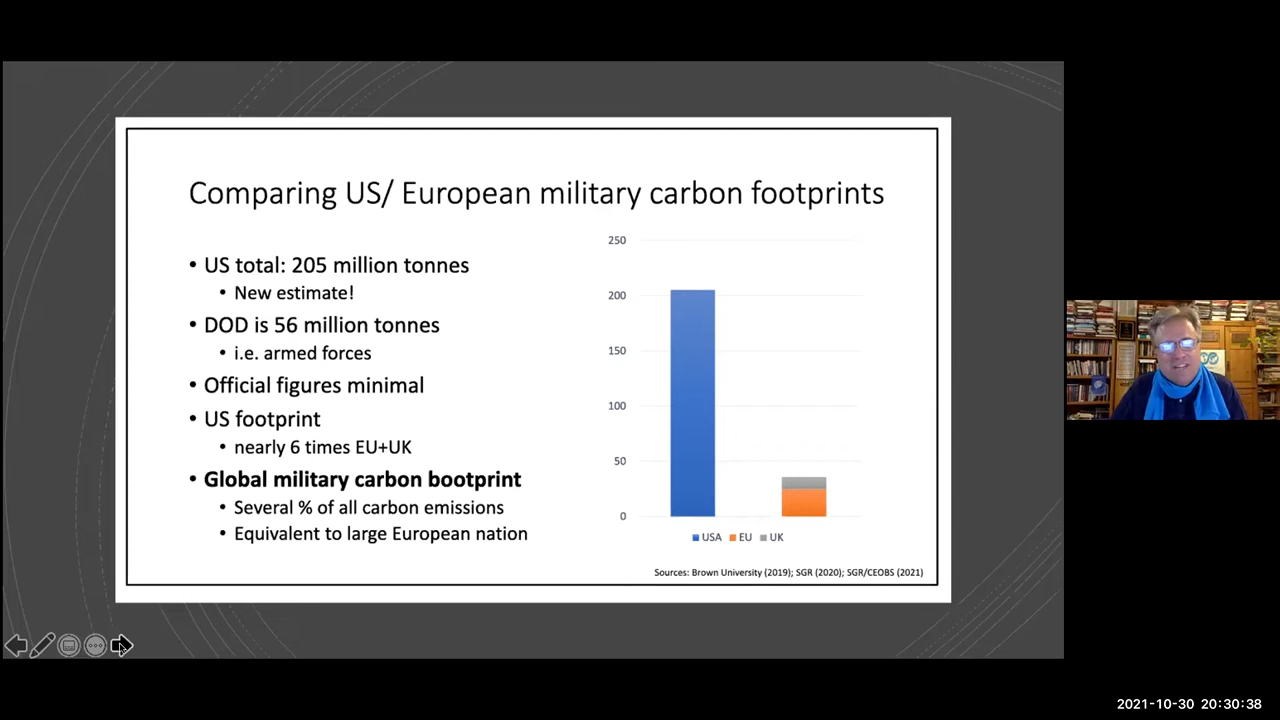 Comparing US/ European military carbon footprints
• US total: 205 million tonnes
• New estimate!
• DOD is 56 million tonnes
• i.e. armed forces
• Official figures minimal
• US footprint
• nearly 6 times EU+UK
• Global military carbon bootprint
• Several % of all carbon emissions
• Equivalent to large European nation
250
200
150
100
50
0
USA EU UK
Sources: Brown University (2019); SGR (2020); SGR/CEOBS (2021)
2021-10-30 20:30:38